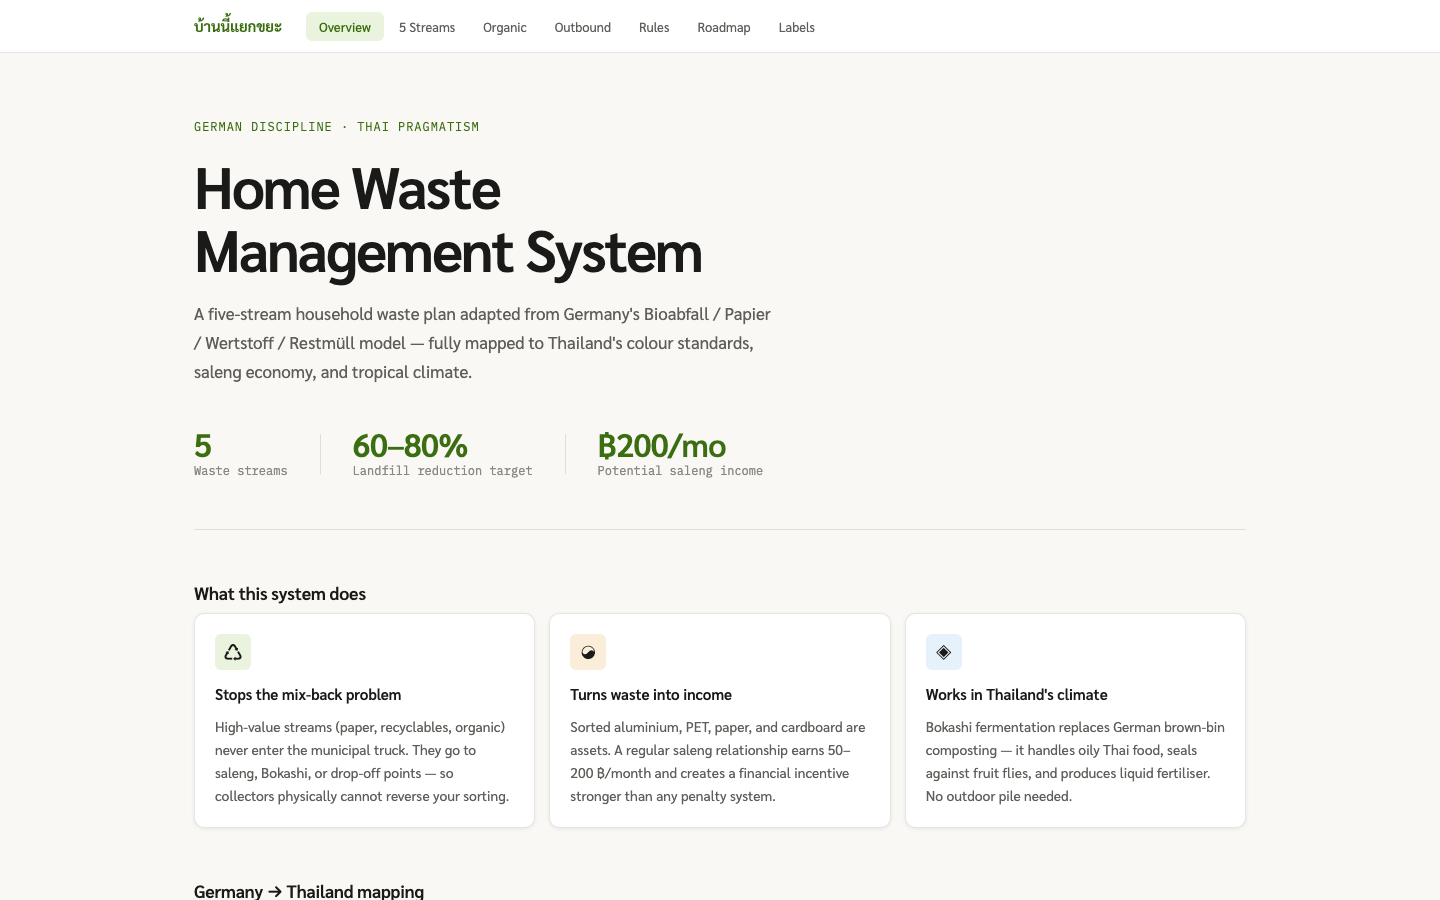 บ้านนี้แยกขยะ
Overview
5 Streams
Organic
Outbound
Rules
Roadmap
Labels
GERMAN DISCIPLINE · THAI PRAGMATISM
Home Waste
Management System
A five-stream household waste plan adapted from Germany's Bioabfall / Papier
/ Wertstoff / Restmüll model — fully mapped to Thailand's colour standards,
saleng economy, and tropical climate.
5
Waste streams
60–80%
Landfill reduction target
฿200/mo
Potential saleng income
What this system does
Stops the mix-back problem
High-value streams (paper, recyclables, organic)
never enter the municipal truck. They go to
saleng, Bokashi, or drop-off points — so
collectors physically cannot reverse your sorting.
Turns waste into income
Sorted aluminium, PET, paper, and cardboard are
assets. A regular saleng relationship earns 50–
200 ฿/month and creates a financial incentive
stronger than any penalty system.
Works in Thailand's climate
Bokashi fermentation replaces German brown-bin
composting — it handles oily Thai food, seals
against fruit flies, and produces liquid fertiliser.
No outdoor pile needed.
Germany → Thailand mapping